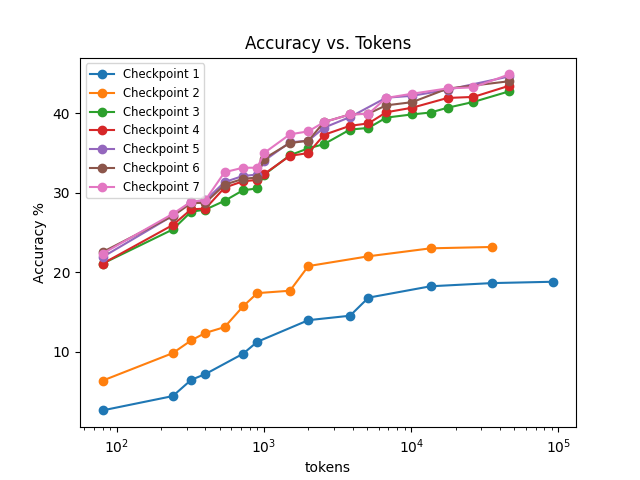 Accuracy vs. Tokens
Checkpoint 1
Checkpoint 2
Checkpoint 3
Checkpoint 4
Checkpoint 5
Checkpoint 6
Checkpoint 7
Accuracy %
40
30
20
10
10²
10³
10⁴
10⁵
tokens